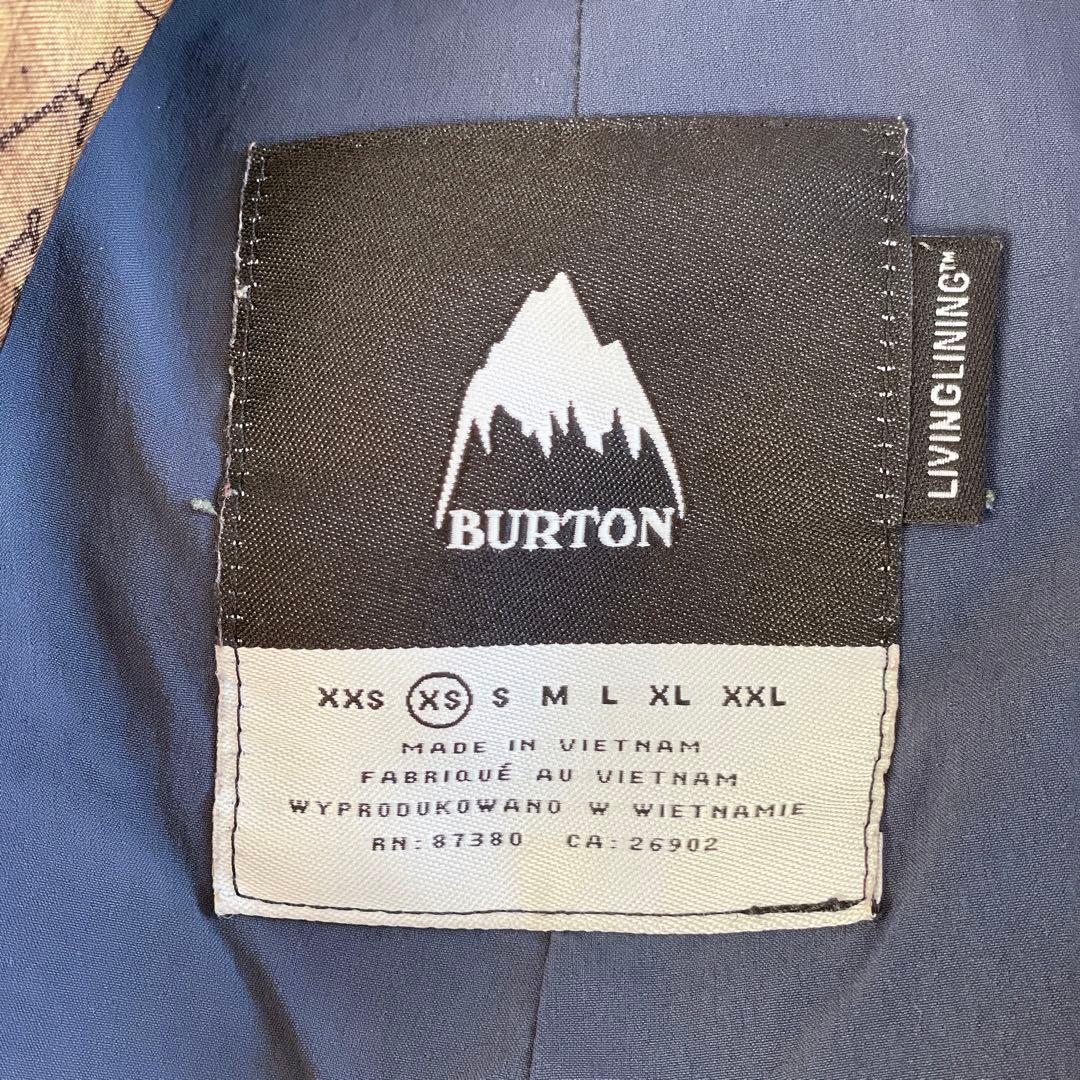 BURTON
LIVINGLINING™
XXS XS S M L XL XXL
MADE IN VIETNAM
FABRIQUÉ AU VIETNAM
WYPRODUKOWANO W WIETNAMIE
RN: 87380 CA: 26902